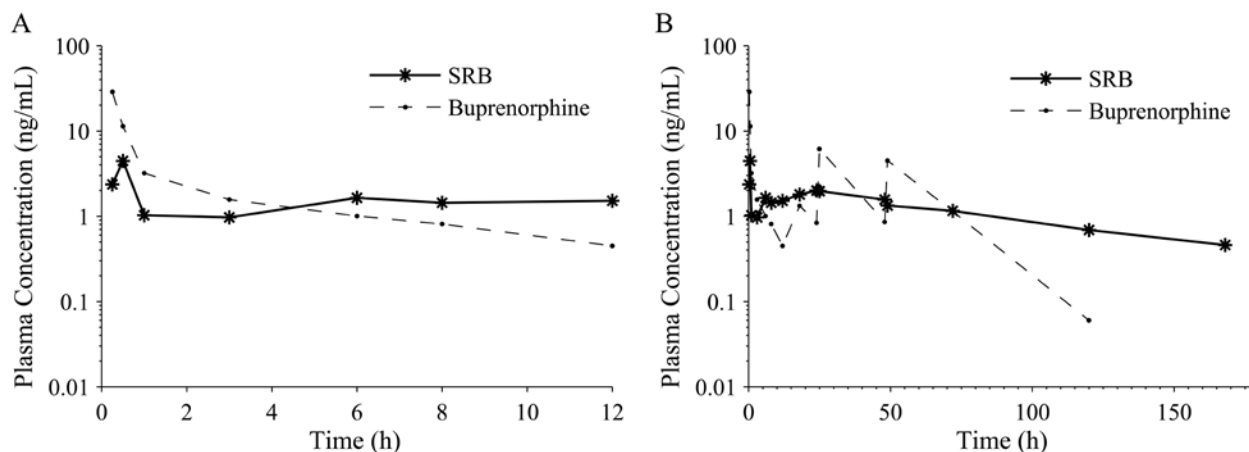 A
Plasma Concentration (ng/mL)
100
10
1
0.1
0.01
SRB
Buprenorphine
0 2 4 6 8 10 12
Time (h)
B
Plasma Concentration (ng/mL)
100
10
1
0.1
0.01
SRB
Buprenorphine
0 50 100 150
Time (h)